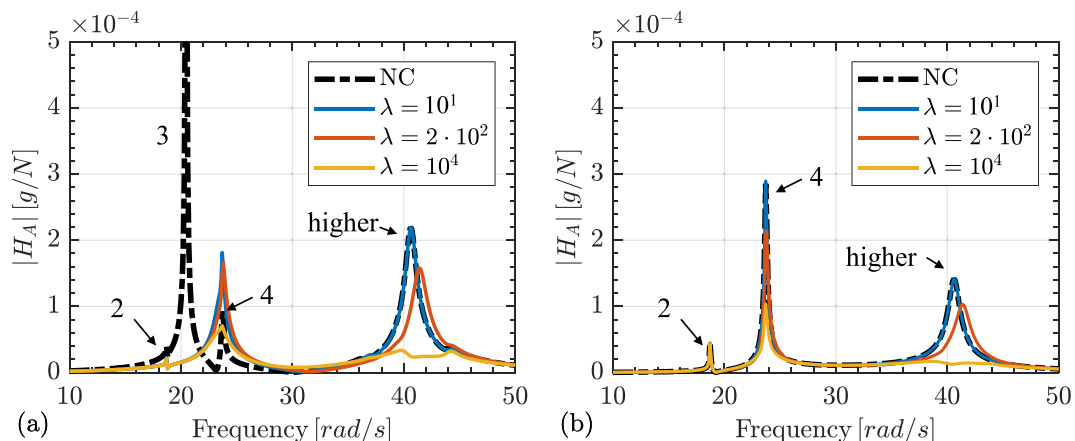 ×10⁻⁴
5
4
3
2
1
0
|H_A| [g/N]
10
20
30
40
50
Frequency [rad/s]
(a)
NC
λ = 10¹
λ = 2 · 10²
λ = 10⁴
3
2
4
higher
×10⁻⁴
5
4
3
2
1
0
|H_A| [g/N]
10
20
30
40
50
Frequency [rad/s]
(b)
NC
λ = 10¹
λ = 2 · 10²
λ = 10⁴
4
2
higher